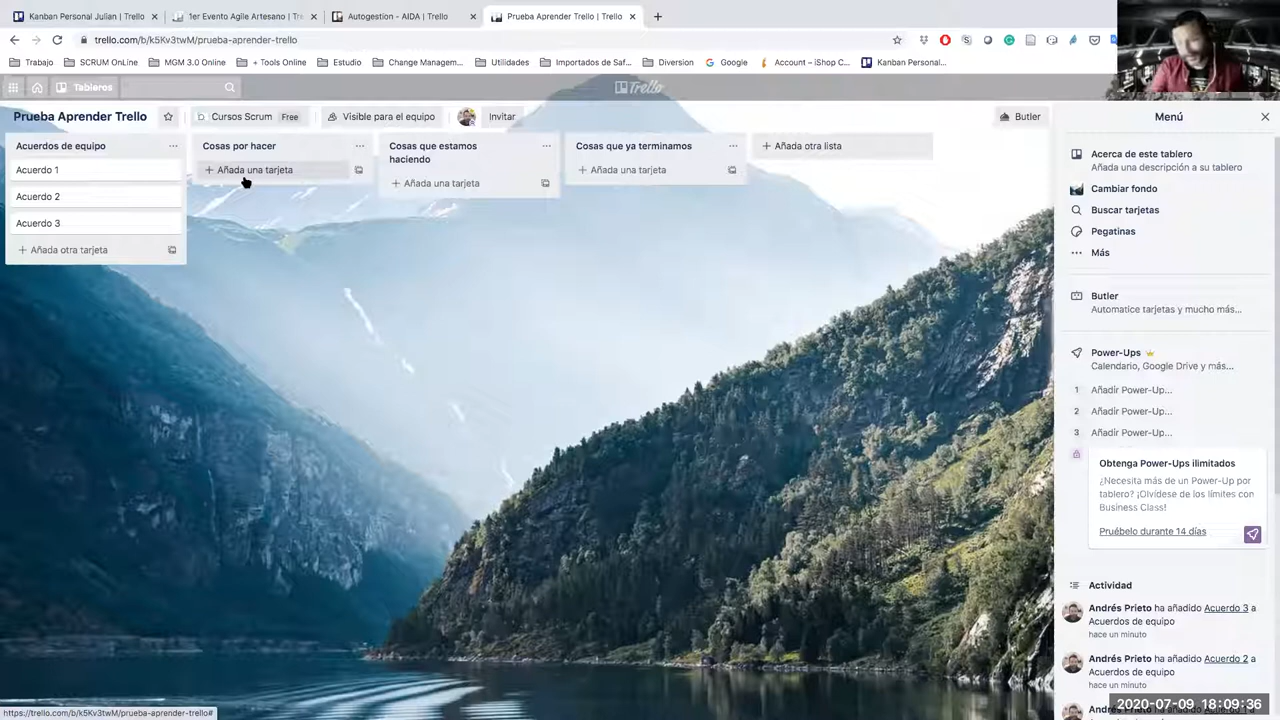 Kanban Personal Julian | Trello
1er Evento Agile Artesano | Tre
Autogestion - AIDA | Trello
Prueba Aprender Trello | Trello
trello.com/b/k5Kv3twM/prueba-aprender-trello
Trabajo
SCRUM OnLine
MGM 3.0 Online
+ Tools Online
Estudio
Change Managem...
Utilidades
Importados de Saf...
Diversion
Google
Account – iShop C...
Kanban Personal...
Tableros
Trello
Prueba Aprender Trello
Cursos Scrum Free
Visible para el equipo
Invitar
Butler
Menú
Acuerdos de equipo
Acuerdo 1
Acuerdo 2
Acuerdo 3
+ Añada otra tarjeta
Cosas por hacer
+ Añada una tarjeta
Cosas que estamos
haciendo
+ Añada una tarjeta
Cosas que ya terminamos
+ Añada una tarjeta
+ Añada otra lista
Acerca de este tablero
Añada una descripción a su tablero
Cambiar fondo
Buscar tarjetas
Pegatinas
Más
Butler
Automatice tarjetas y mucho más...
Power-Ups
Calendario, Google Drive y más...
1 Añadir Power-Up...
2 Añadir Power-Up...
3 Añadir Power-Up...
Obtenga Power-Ups ilimitados
¿Necesita más de un Power-Up por
tablero? ¡Olvídese de los límites con
Business Class!
Pruébelo durante 14 días
Actividad
Andrés Prieto ha añadido Acuerdo 3 a
Acuerdos de equipo
hace un minuto
Andrés Prieto ha añadido Acuerdo 2 a
Acuerdos de equipo
hace un minuto
https://trello.com/b/k5Kv3twM/prueba-aprender-trello#
2020-07-09 18:09:36